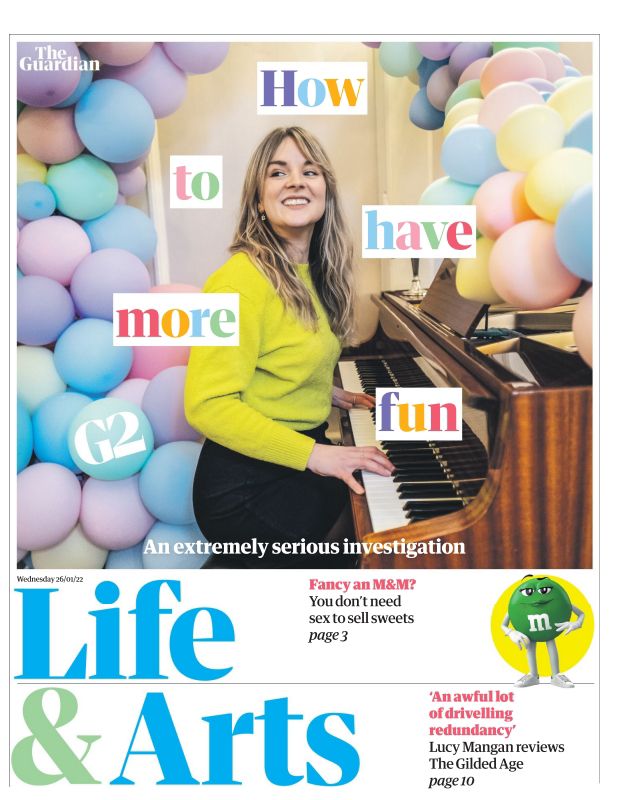 The
Guardian
How
to
have
more
fun
G2
An extremely serious investigation
Wednesday 26/01/22
Life
& Arts
Fancy an M&M?
You don't need
sex to sell sweets
page 3
m
'An awful lot
of drivelling
redundancy'
Lucy Mangan reviews
The Gilded Age
page 10